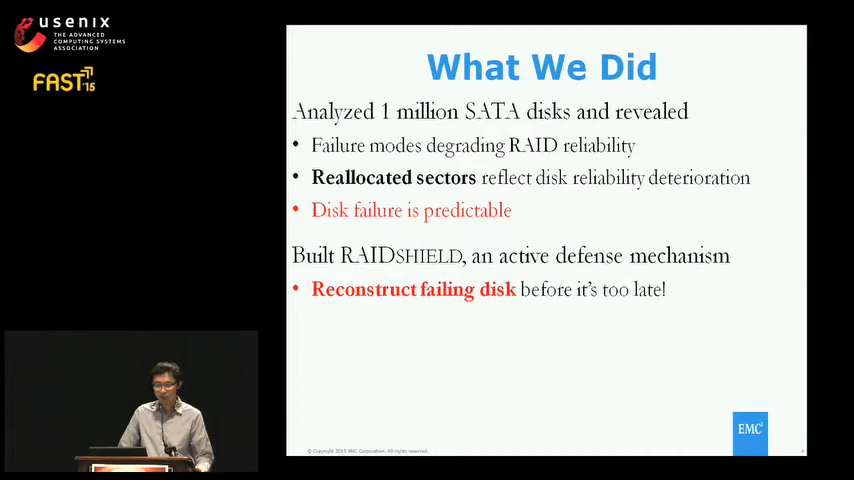 usenix
THE ADVANCED
COMPUTING SYSTEMS
ASSOCIATION
FAST '15
What We Did
Analyzed 1 million SATA disks and revealed
• Failure modes degrading RAID reliability
• Reallocated sectors reflect disk reliability deterioration
• Disk failure is predictable
Built RAIDSHIELD, an active defense mechanism
• Reconstruct failing disk before it's too late!
EMC²
© Copyright 2015 EMC Corporation. All rights reserved.
4